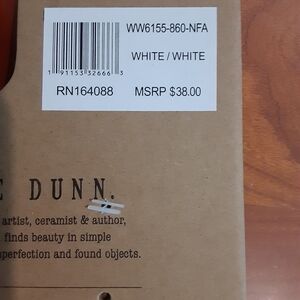 WW6155-860-NFA
1 91153 32666 3
WHITE / WHITE
RN164088
MSRP $38.00
E DUNN.
artist, ceramist & author,
finds beauty in simple
perfection and found objects.